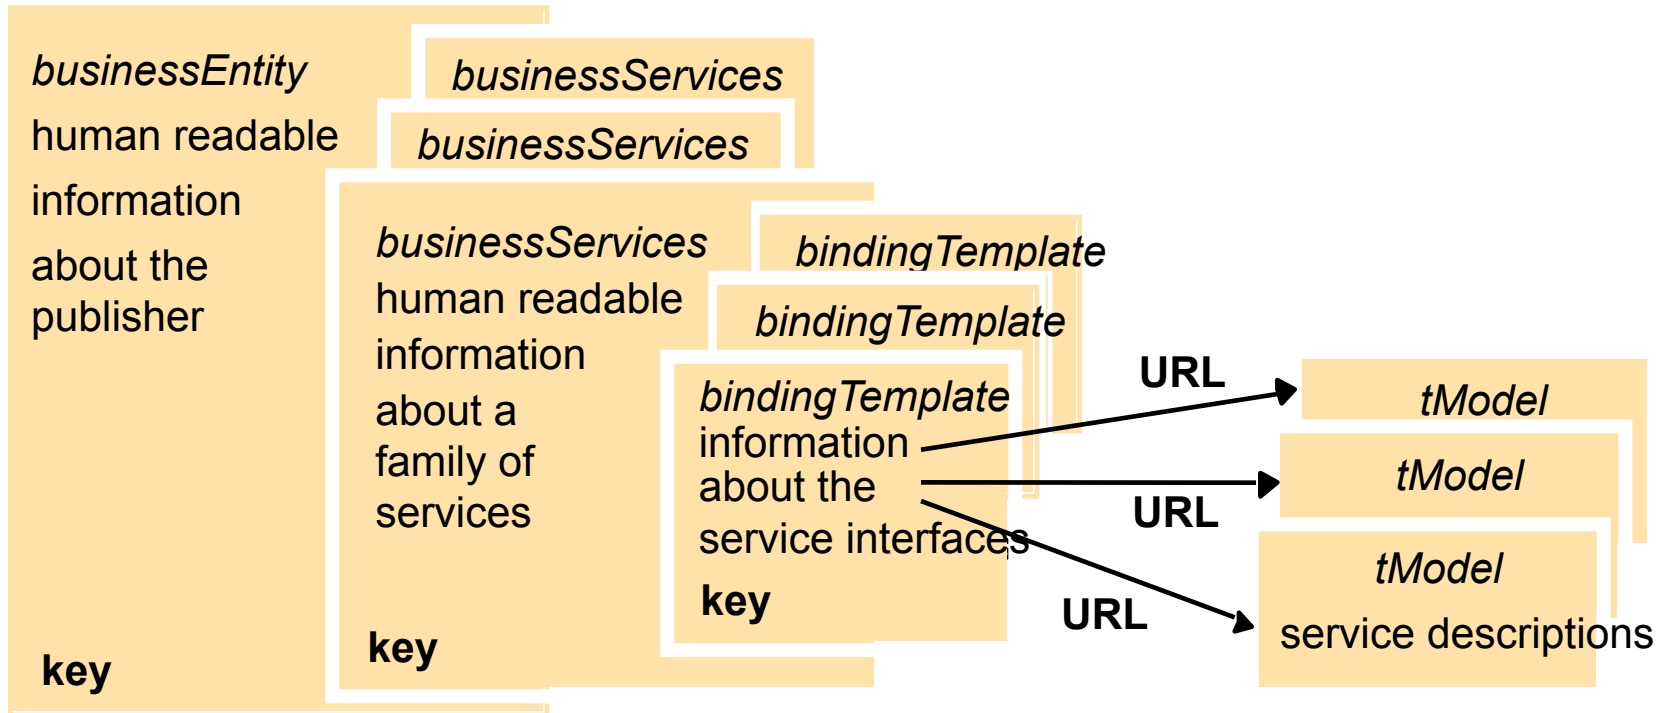 businessEntity
human readable
information
about the
publisher
key
businessServices
businessServices
businessServices
human readable
information
about a
family of
services
key
bindingTemplate
bindingTemplate
bindingTemplate
information
about the
service interfaces
key
URL
URL
URL
tModel
tModel
tModel
service descriptions